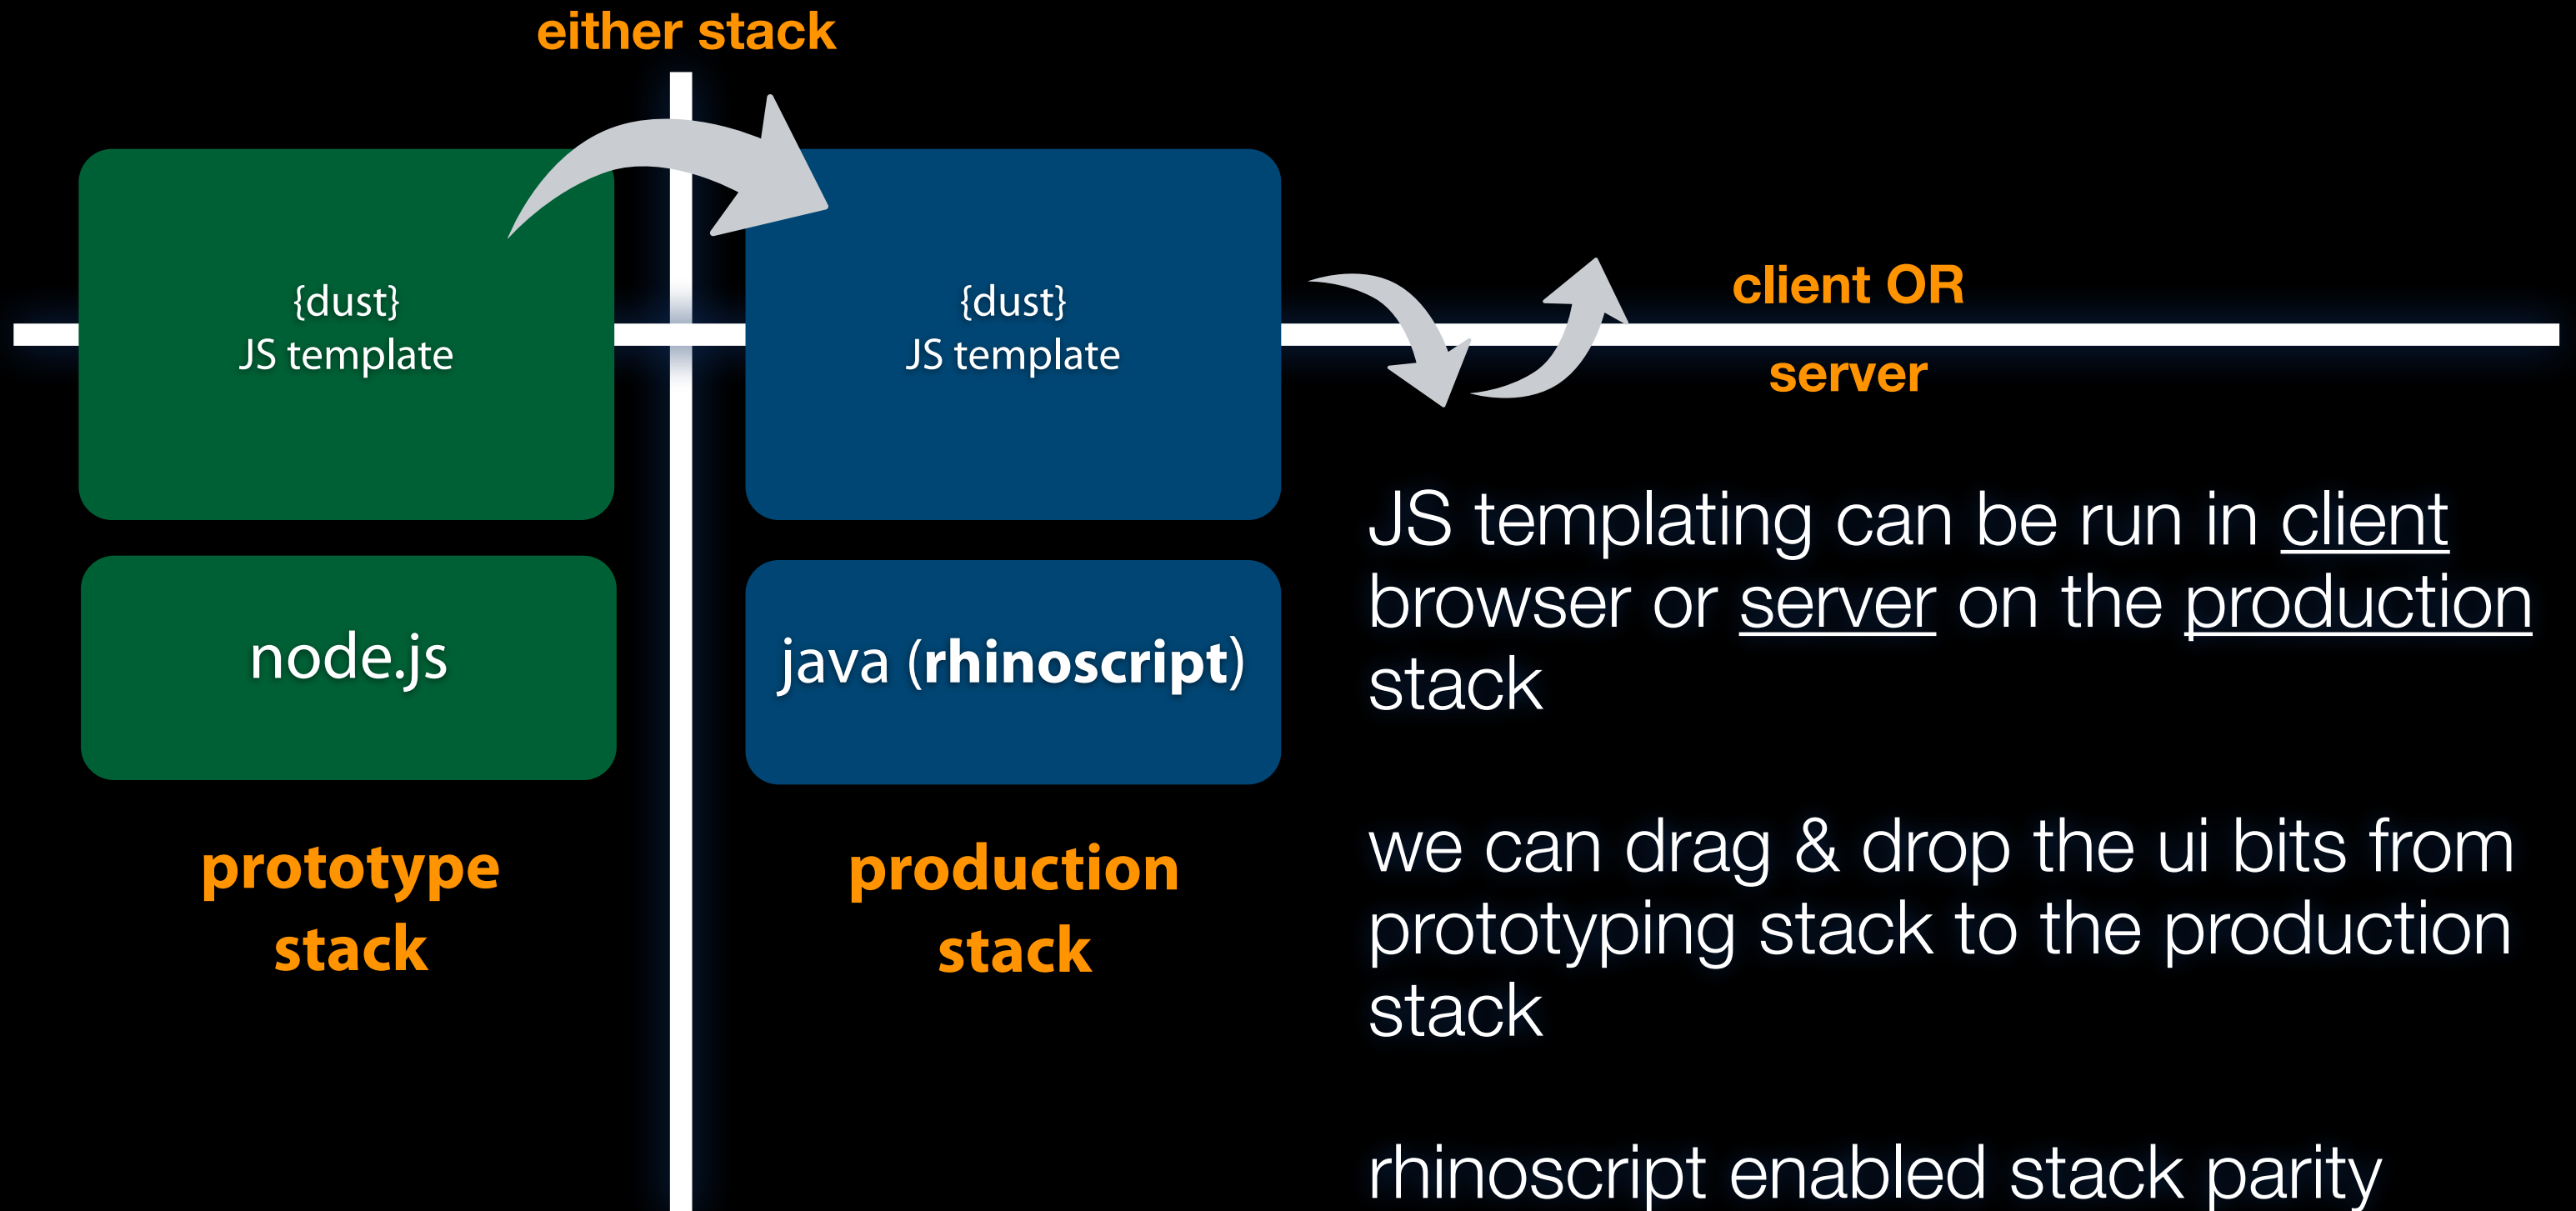 either stack
{dust}
JS template
{dust}
JS template
client OR
server
node.js
java (rhinoscript)
prototype
stack
production
stack
JS templating can be run in client
browser or server on the production
stack
we can drag & drop the ui bits from
prototyping stack to the production
stack
rhinoscript enabled stack parity